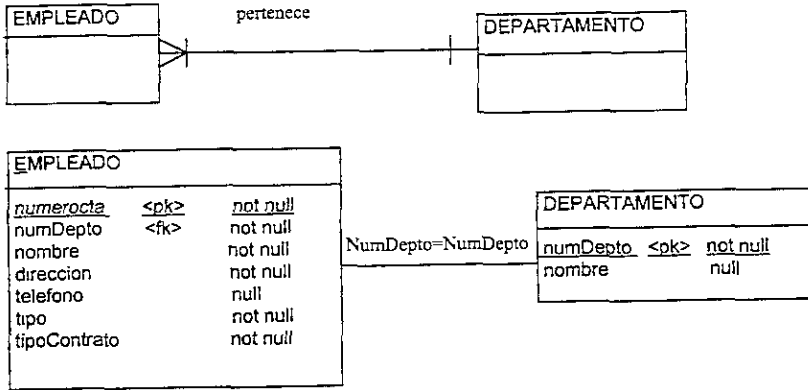 EMPLEADO
pertenece
DEPARTAMENTO
EMPLEADO
numerocta <pk> not null
numDepto <fk> not null
nombre not null
direccion not null
telefono null
tipo not null
tipoContrato not null
NumDepto=NumDepto
DEPARTAMENTO
numDepto <pk> not null
nombre null